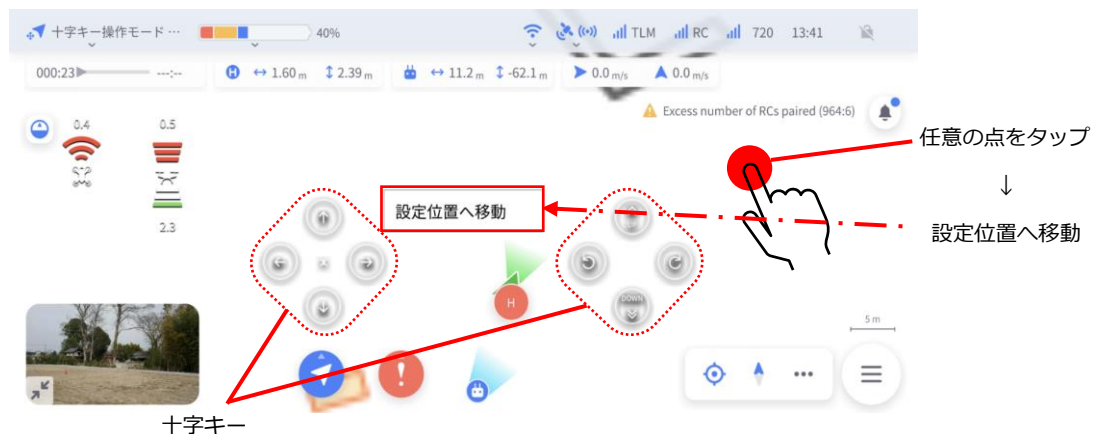 十字キー操作モード … 40% TLM RC 720 13:41
000:23 ---:-- H ↔ 1.60 m ↕ 2.39 m ↔ 11.2 m ↕ -62.1 m 0.0 m/s 0.0 m/s
Excess number of RCs paired (964:6)
0.4 0.5
2.3
任意の点をタップ
↓
設定位置へ移動
設定位置へ移動
DOWN
H
5 m
十字キー